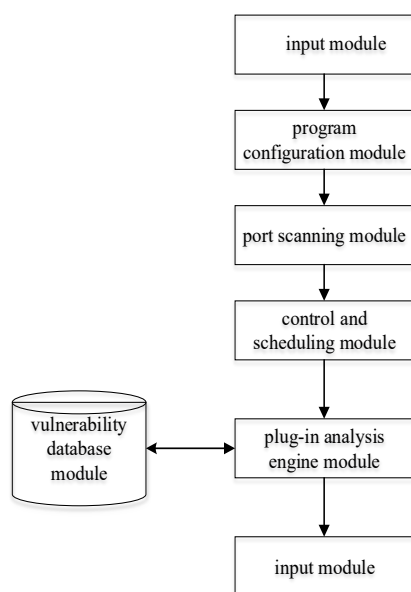 input module
program
configuration module
port scanning module
control and
scheduling module
vulnerability
database
module
plug-in analysis
engine module
input module